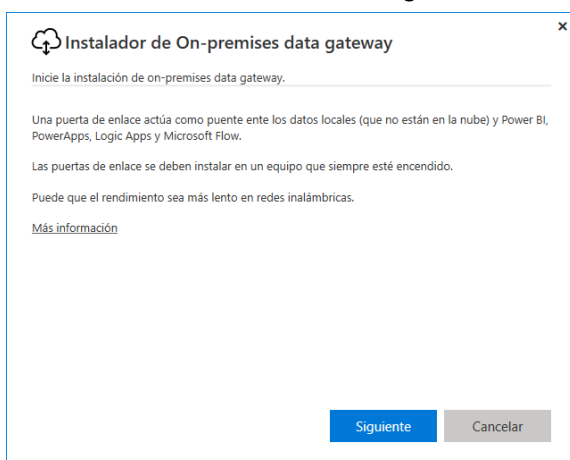 Instalador de On-premises data gateway
Inicie la instalación de on-premises data gateway.
Una puerta de enlace actúa como puente ente los datos locales (que no están en la nube) y Power BI,
PowerApps, Logic Apps y Microsoft Flow.
Las puertas de enlace se deben instalar en un equipo que siempre esté encendido.
Puede que el rendimiento sea más lento en redes inalámbricas.
Más información
Siguiente
Cancelar